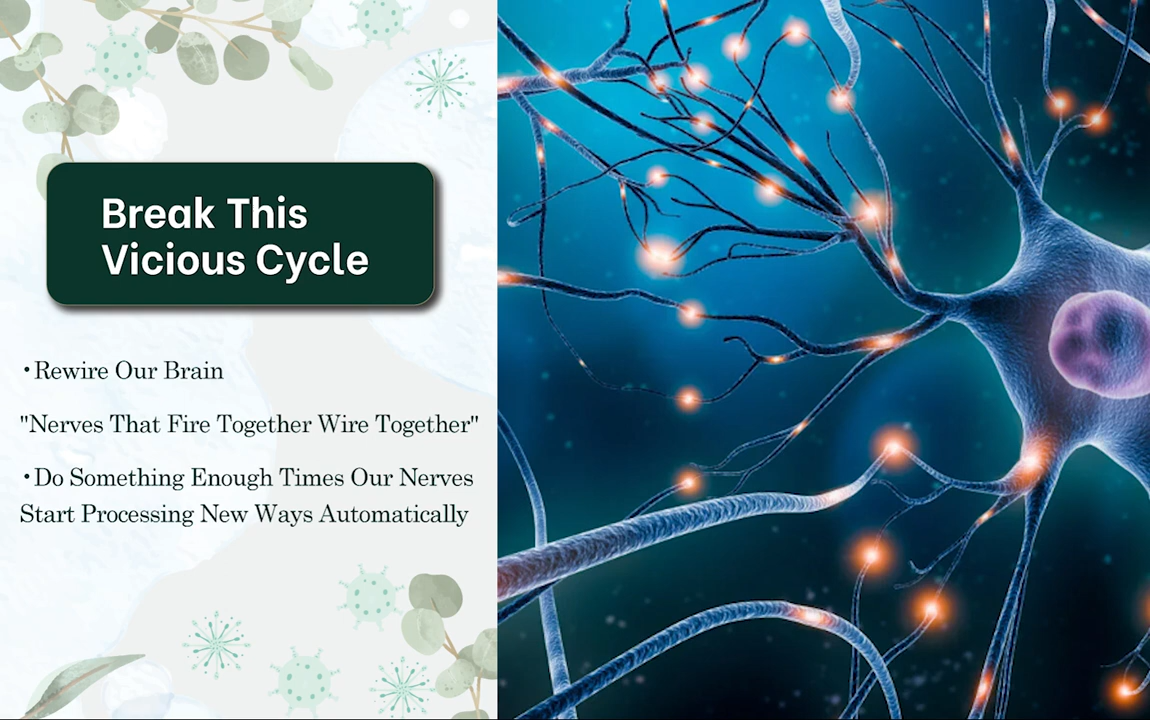 Break This
Vicious Cycle
•Rewire Our Brain
"Nerves That Fire Together Wire Together"
•Do Something Enough Times Our Nerves
Start Processing New Ways Automatically